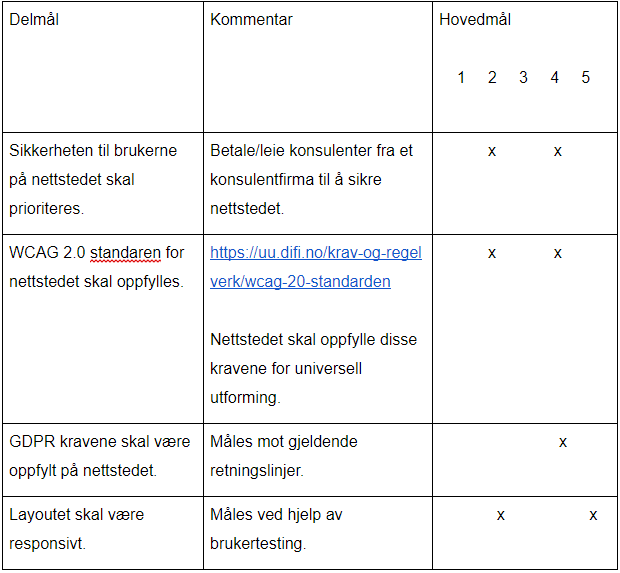 Delmål
Kommentar
Hovedmål
1 2 3 4 5
Sikkerheten til brukerne
på nettstedet skal
prioriteres.
Betale/leie konsulenter fra et
konsulentfirma til å sikre
nettstedet.
x x
WCAG 2.0 standaren for
nettstedet skal oppfylles.
https://uu.difi.no/krav-og-regel
verk/wcag-20-standarden
Nettstedet skal oppfylle disse
kravene for universell
utforming.
x x
GDPR kravene skal være
oppfylt på nettstedet.
Måles mot gjeldende
retningslinjer.
x
Layoutet skal være
responsivt.
Måles ved hjelp av
brukertesting.
x x